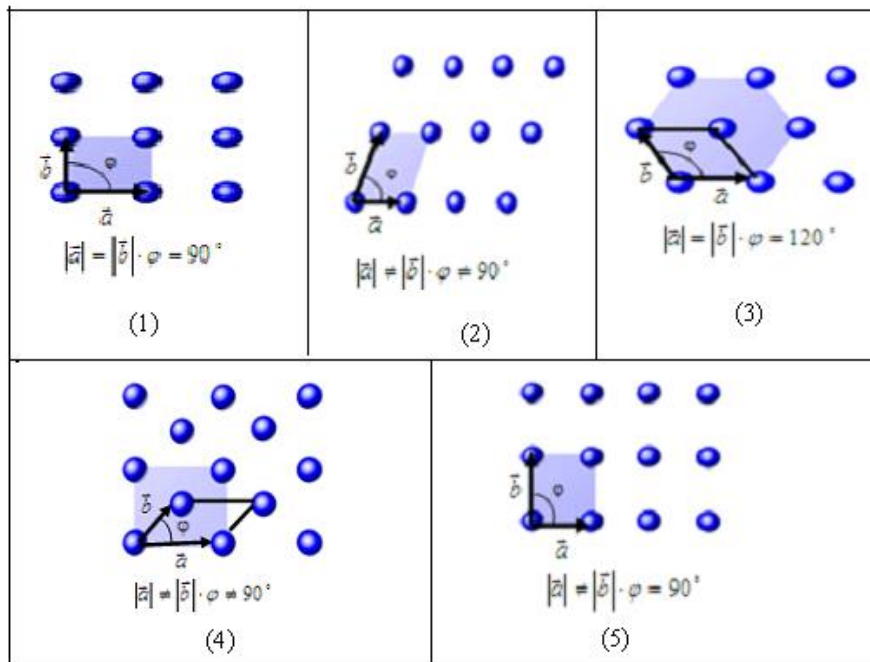 φ
b⃗
a⃗
|a⃗| = |b⃗| · φ = 90°
(1)
φ
b⃗
a⃗
|a⃗| ≠ |b⃗| · φ ≠ 90°
(2)
φ
b⃗
a⃗
|a⃗| = |b⃗| · φ = 120°
(3)
b⃗
φ
a⃗
|a⃗| ≠ |b⃗| · φ ≠ 90°
(4)
b⃗
φ
a⃗
|a⃗| ≠ |b⃗| · φ = 90°
(5)